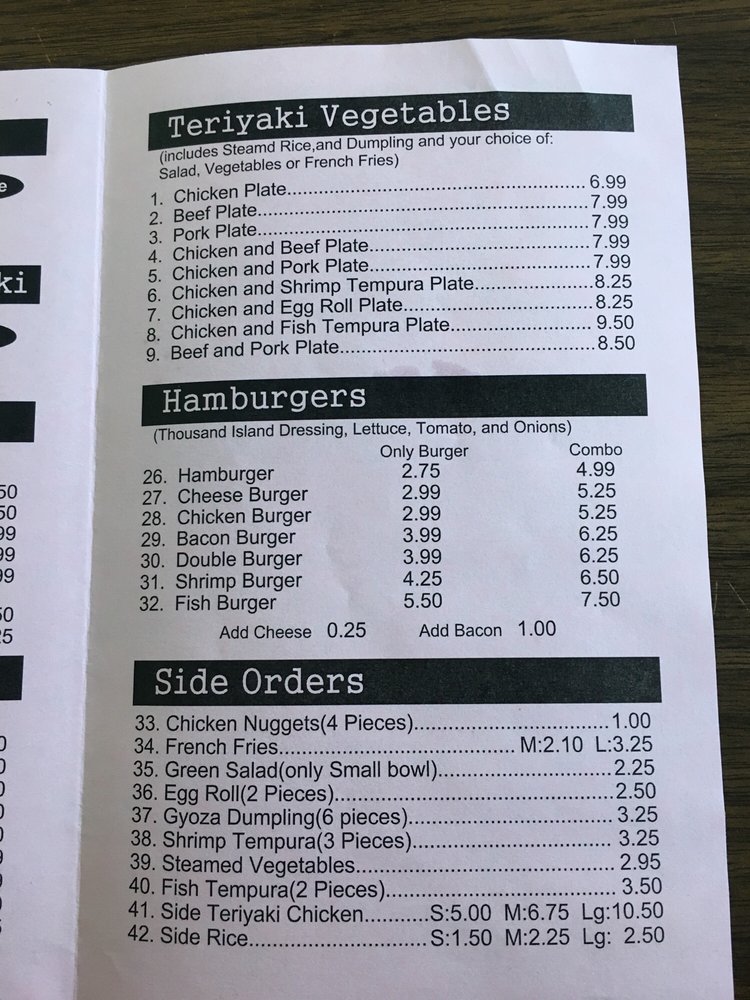 Teriyaki Vegetables
(includes Steamd Rice,and Dumpling and your choice of:
Salad, Vegetables or French Fries)
1. Chicken Plate........................................................ 6.99
2. Beef Plate..............................................................7.99
3. Pork Plate..............................................................7.99
4. Chicken and Beef Plate........................................7.99
5. Chicken and Pork Plate........................................7.99
6. Chicken and Shrimp Tempura Plate......................8.25
7. Chicken and Egg Roll Plate...................................8.25
8. Chicken and Fish Tempura Plate.......................... 9.50
9. Beef and Pork Plate..............................................8.50
Hamburgers
(Thousand Island Dressing, Lettuce, Tomato, and Onions)
Only Burger Combo
26. Hamburger 2.75 4.99
27. Cheese Burger 2.99 5.25
28. Chicken Burger 2.99 5.25
29. Bacon Burger 3.99 6.25
30. Double Burger 3.99 6.25
31. Shrimp Burger 4.25 6.50
32. Fish Burger 5.50 7.50
Add Cheese 0.25 Add Bacon 1.00
Side Orders
33. Chicken Nuggets(4 Pieces)...................................1.00
34. French Fries.......................................... M:2.10 L:3.25
35. Green Salad(only Small bowl)...............................2.25
36. Egg Roll(2 Pieces)................................................2.50
37. Gyoza Dumpling(6 pieces).................................... 3.25
38. Shrimp Tempura(3 Pieces)................................... 3.25
39. Steamed Vegetables............................................. 2.95
40. Fish Tempura(2 Pieces)........................................ 3.50
41. Side Teriyaki Chicken...........S:5.00 M:6.75 Lg:10.50
42. Side Rice...............................S:1.50 M:2.25 Lg: 2.50